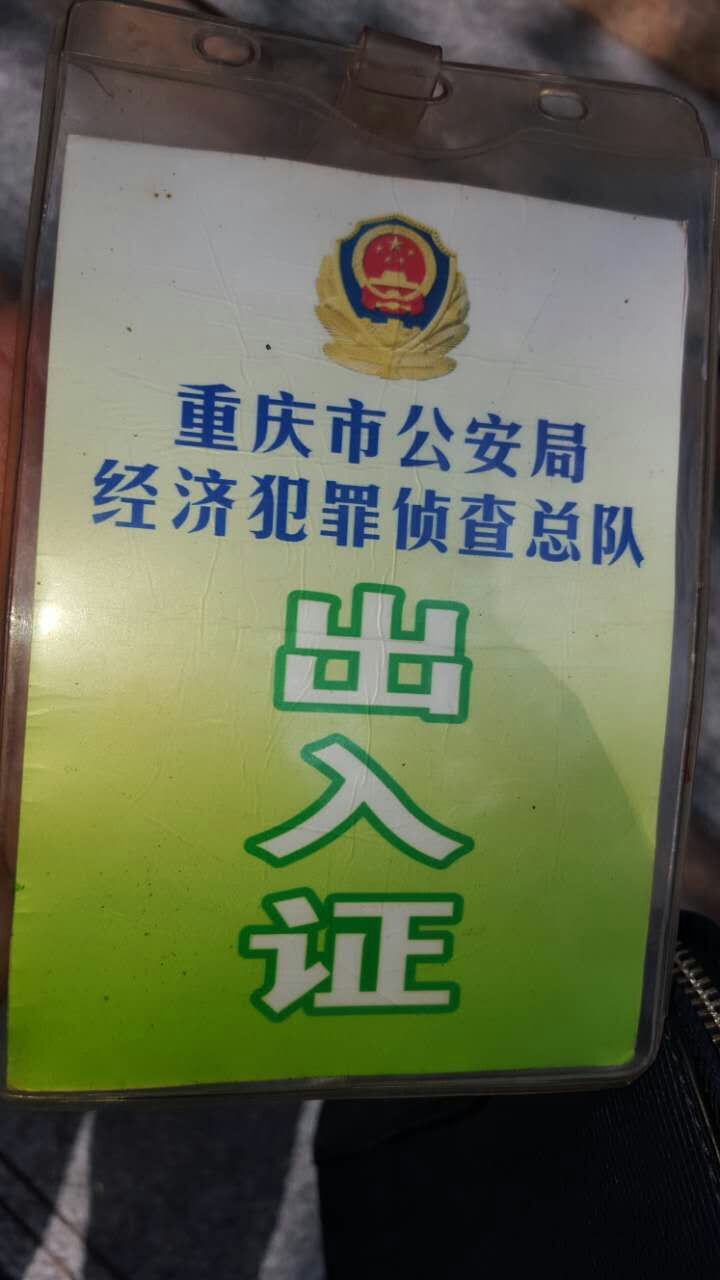 重庆市公安局
经济犯罪侦查总队
出
入
证